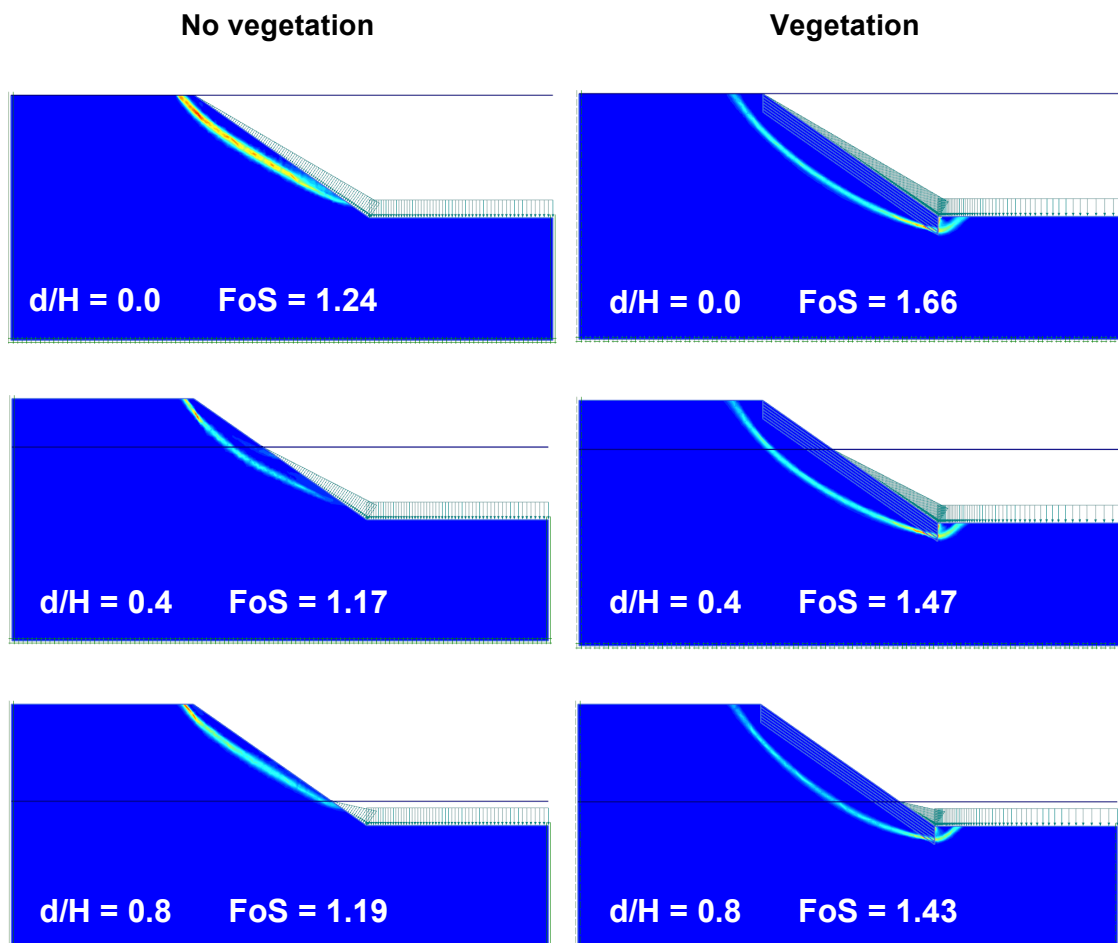 No vegetation
Vegetation
d/H = 0.0 FoS = 1.24
d/H = 0.0 FoS = 1.66
d/H = 0.4 FoS = 1.17
d/H = 0.4 FoS = 1.47
d/H = 0.8 FoS = 1.19
d/H = 0.8 FoS = 1.43